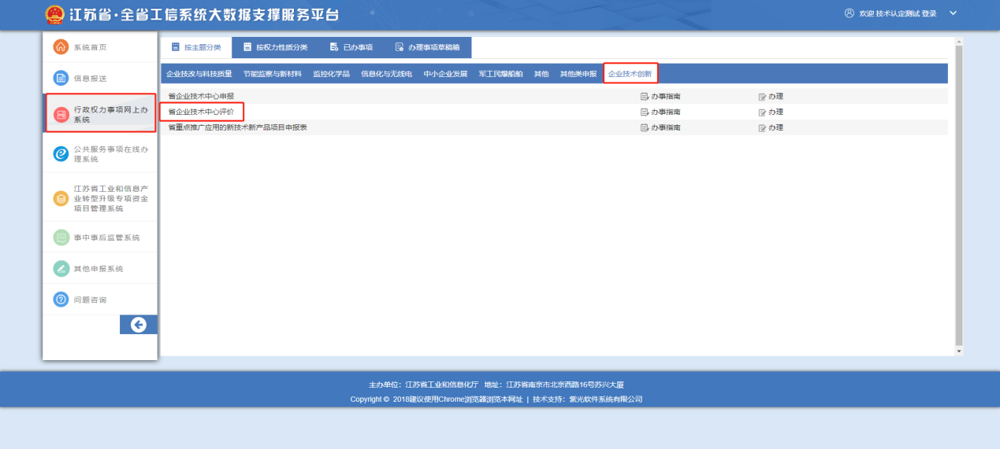 江苏省·全省工信系统大数据支撑服务平台
欢迎 技术认定测试 登录
系统首页
信息报送
行政权力事项网上办
系统
公共服务事项在线办
理系统
江苏省工业和信息产
业转型升级专项资金
项目管理系统
事中事后监管系统
其他申报系统
问题咨询
按主题分类 按权力性质分类 已办事项 办理事项草稿箱
企业技改与科技质量 节能监察与新材料 监控化学品 信息化与无线电 中小企业发展 军工民爆船舶 其他 其他类申报 企业技术创新
省企业技术中心申报 办事指南 办理
省企业技术中心评价 办事指南 办理
省重点推广应用的新技术新产品项目申报表 办事指南 办理
主办单位：江苏省工业和信息化厅 地址：江苏省南京市北京西路16号苏兴大厦
Copyright © 2018建议使用Chrome浏览器浏览本网址 | 技术支持：紫光软件系统有限公司